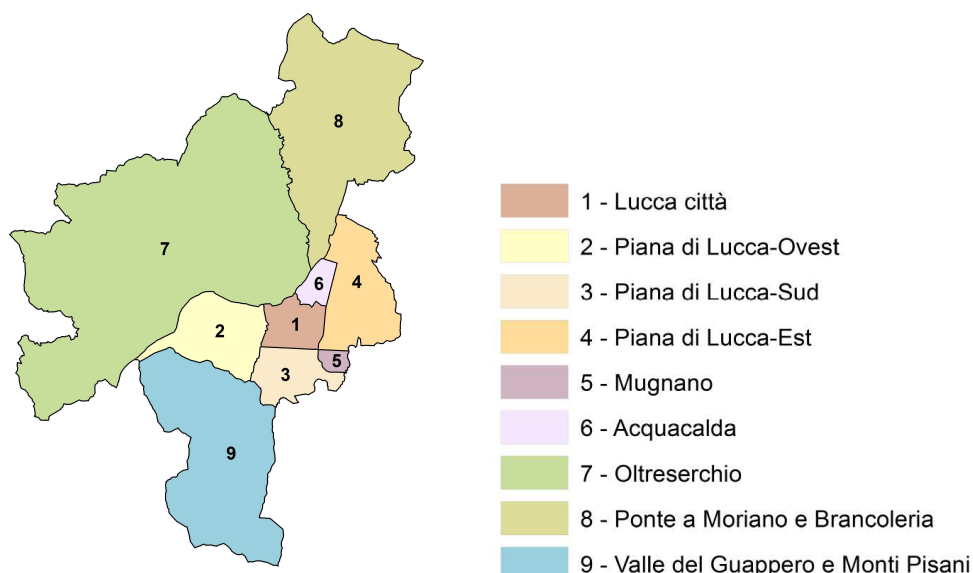 8
7
6
4
1
2
5
3
9
1 - Lucca città
2 - Piana di Lucca-Ovest
3 - Piana di Lucca-Sud
4 - Piana di Lucca-Est
5 - Mugnano
6 - Acquacalda
7 - Oltreserchio
8 - Ponte a Moriano e Brancoleria
9 - Valle del Guappero e Monti Pisani